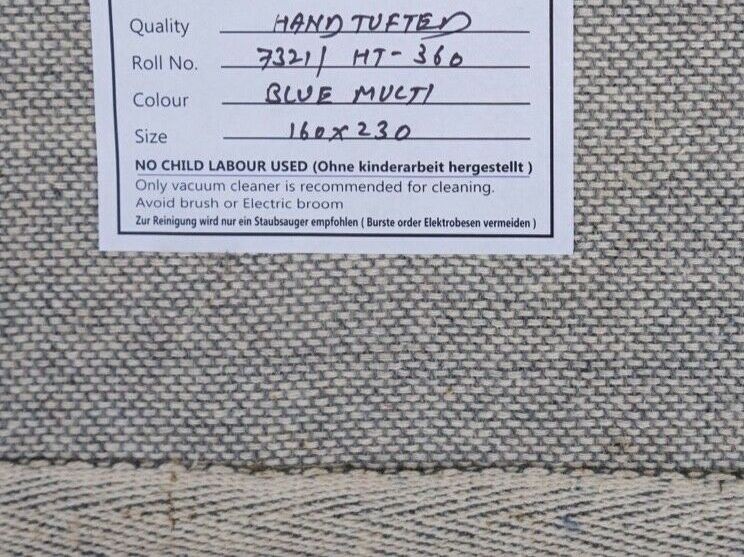 Quality HAND TUFTED
Roll No. 7321/ HT-360
Colour BLUE MULTI
Size 160x230
NO CHILD LABOUR USED (Ohne kinderarbeit hergestellt )
Only vacuum cleaner is recommended for cleaning.
Avoid brush or Electric broom
Zur Reinigung wird nur ein Staubsauger empfohlen ( Burste order Elektrobesen vermeiden )